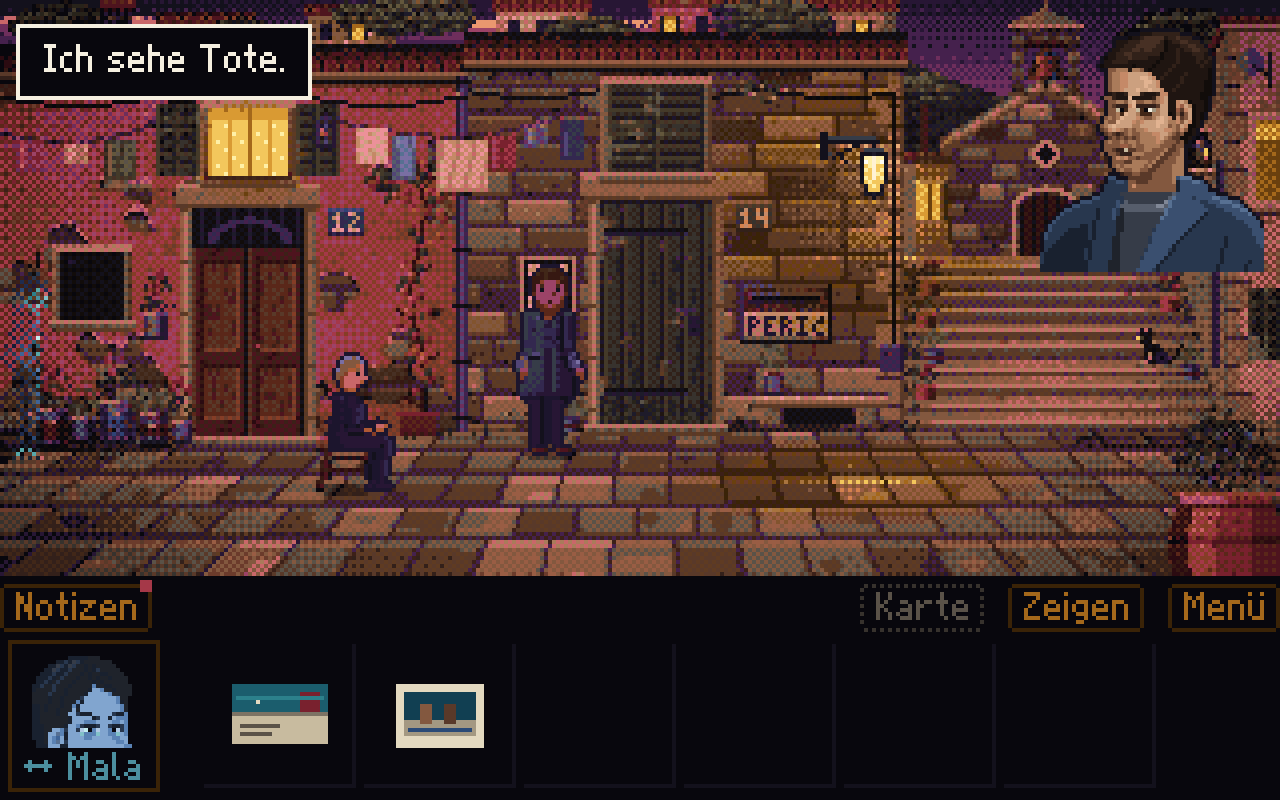 Ich sehe Tote.
12
14
PERIC
Notizen
Karte
Zeigen
Menü
↔ Mala